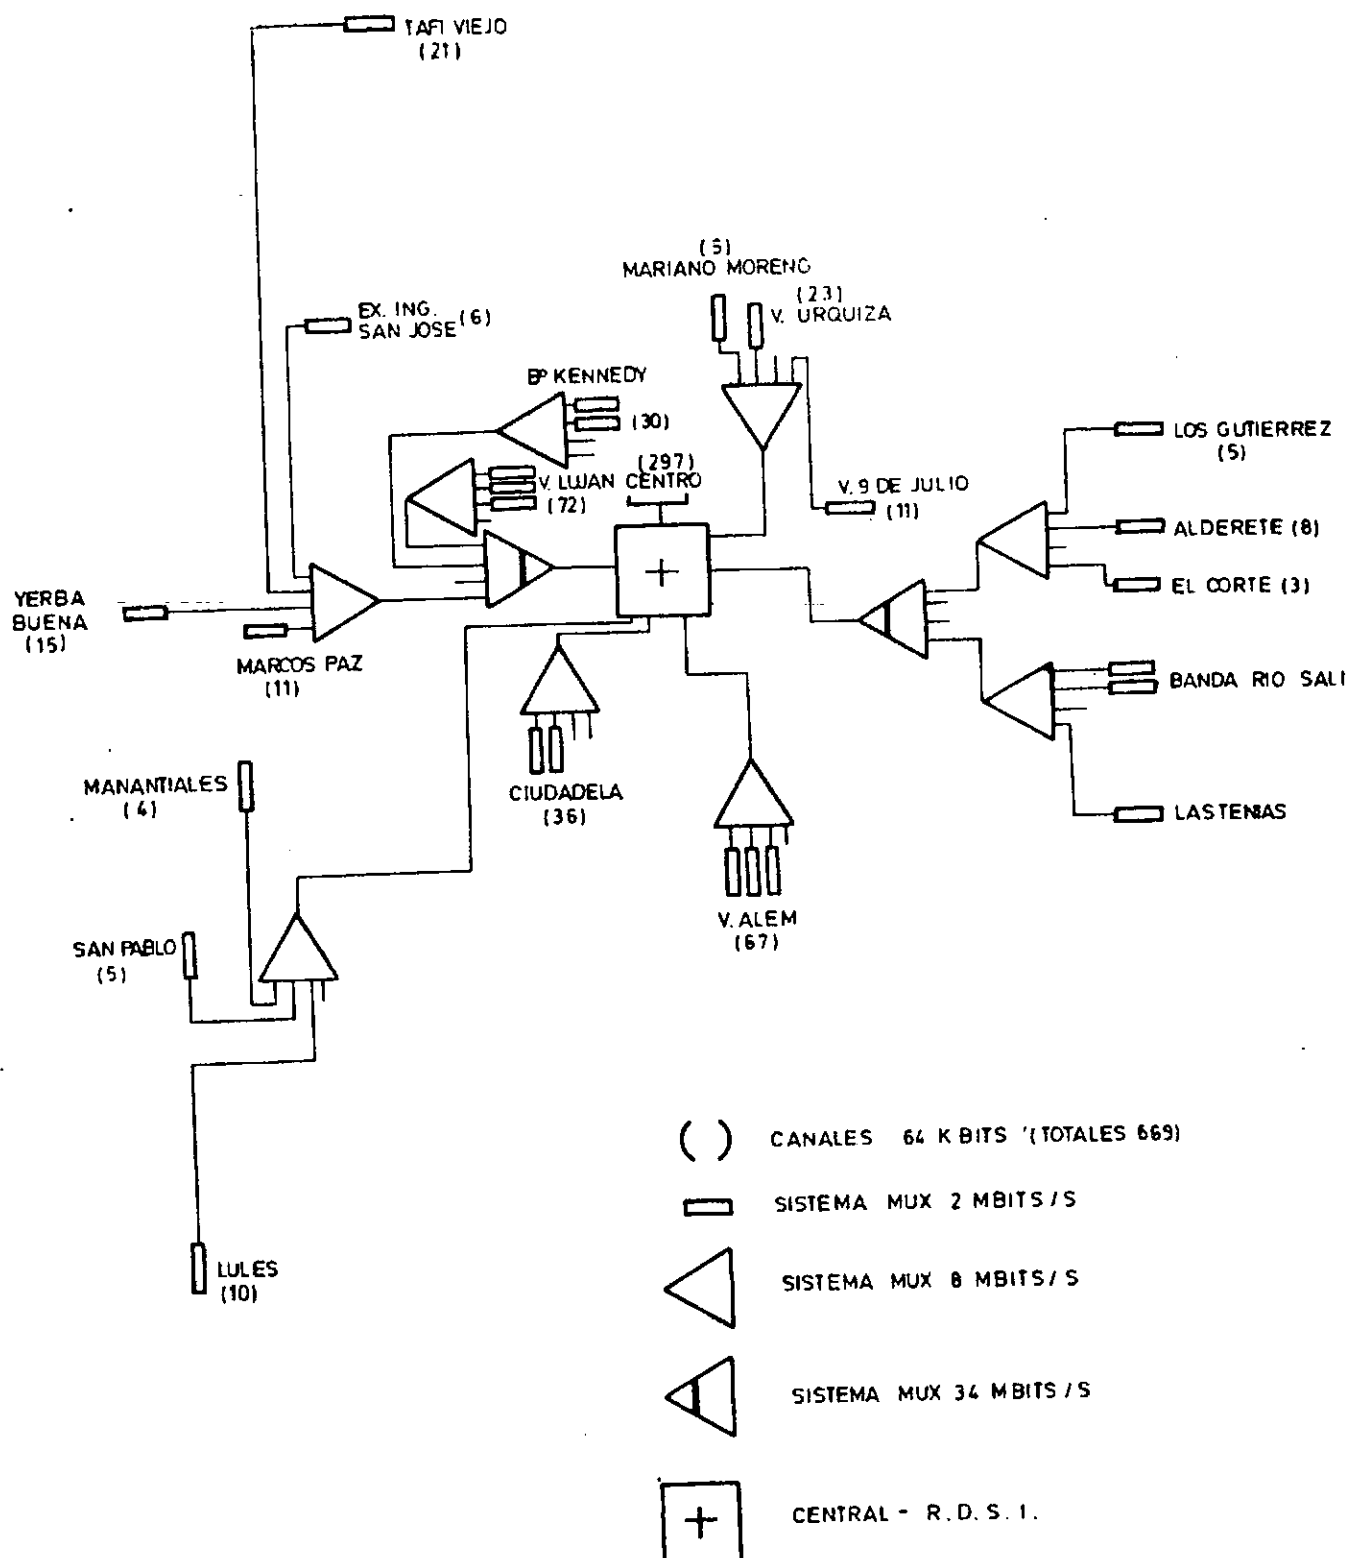 TAFI VIEJO
(21)
(5)
MARIANO MORENO
(23)
V. URQUIZA
EX. ING.
SAN JOSE (6)
Bº KENNEDY
(30)
(297)
V. LUJAN CENTRO
(72)
V. 9 DE JULIO
(11)
LOS GUTIERREZ
(5)
ALDERETE (8)
EL CORTE (3)
YERBA
BUENA
(15)
MARCOS PAZ
(11)
BANDA RIO SALI
MANANTIALES
(4)
CIUDADELA
(36)
LASTENIAS
V. ALEM
(67)
SAN PABLO
(5)
LULES
(10)
( ) CANALES 64 K BITS '(TOTALES 669)
SISTEMA MUX 2 MBITS/S
SISTEMA MUX 8 MBITS/S
SISTEMA MUX 34 MBITS/S
CENTRAL - R.D.S.I.